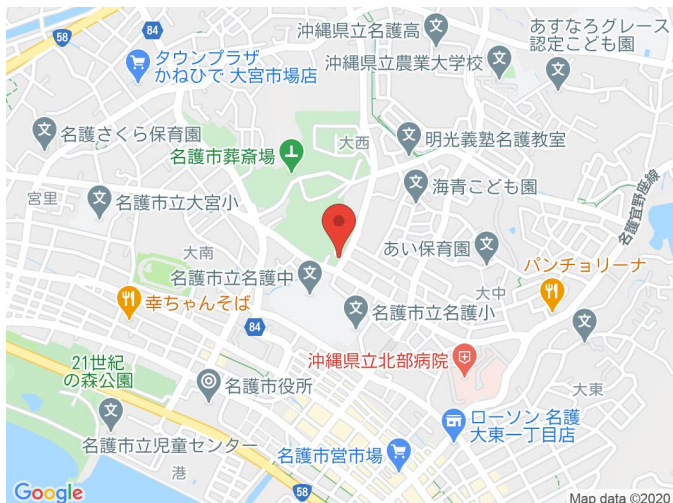 58
84
沖縄県立名護高
あすなろグレース
認定こども園
タウンプラザ
かねひで 大宮市場店
沖縄県立農業大学校
名護さくら保育園
大西
明光義塾名護教室
名護市葬斎場
宮里
名護市立大宮小
海青こども園
名護宜野座線
大南
あい保育園
名護市立名護中
パンチョリーナ
大中
幸ちゃんそば
名護市立名護小
84
21世紀
の森公園
沖縄県立北部病院
名護市役所
大東
ローソン 名護
大東一丁目店
名護市立児童センター
名護市営市場
港
58
Google
Map data ©2020